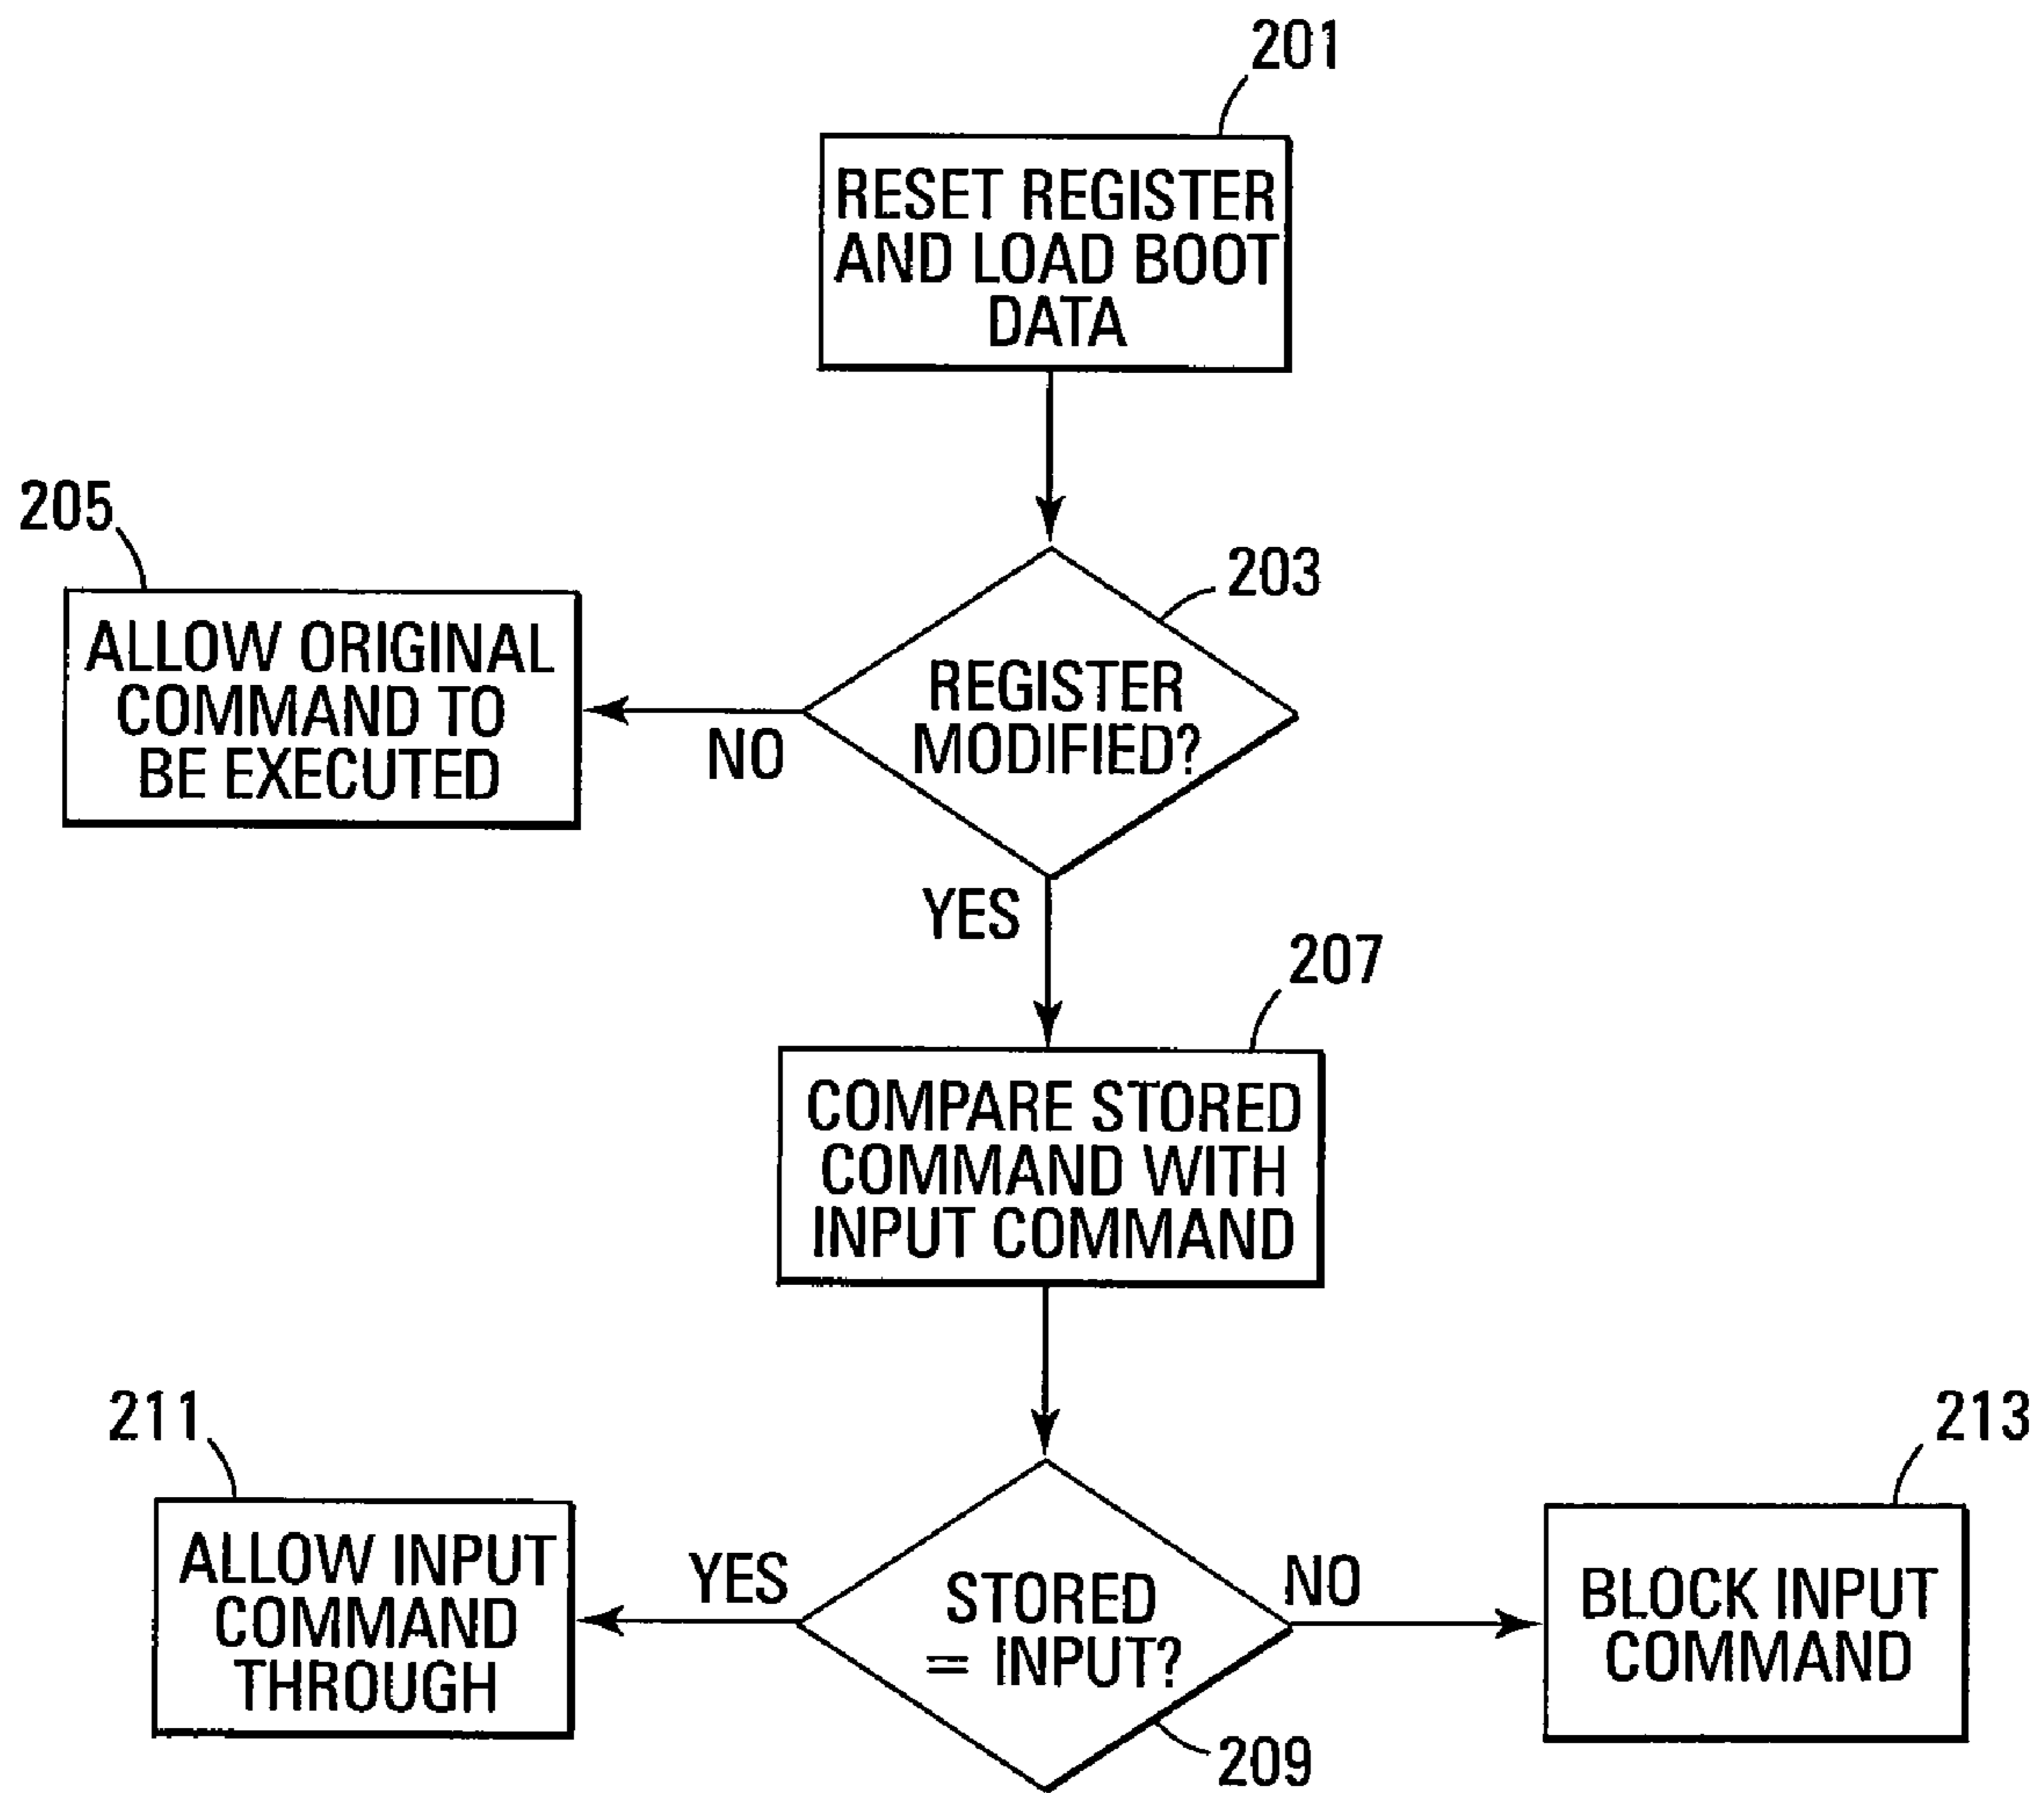 201
RESET REGISTER
AND LOAD BOOT
DATA
205
203
ALLOW ORIGINAL
COMMAND TO
BE EXECUTED
NO
REGISTER
MODIFIED?
YES
207
COMPARE STORED
COMMAND WITH
INPUT COMMAND
211
213
ALLOW INPUT
COMMAND
THROUGH
YES
STORED
= INPUT?
NO
BLOCK INPUT
COMMAND
209